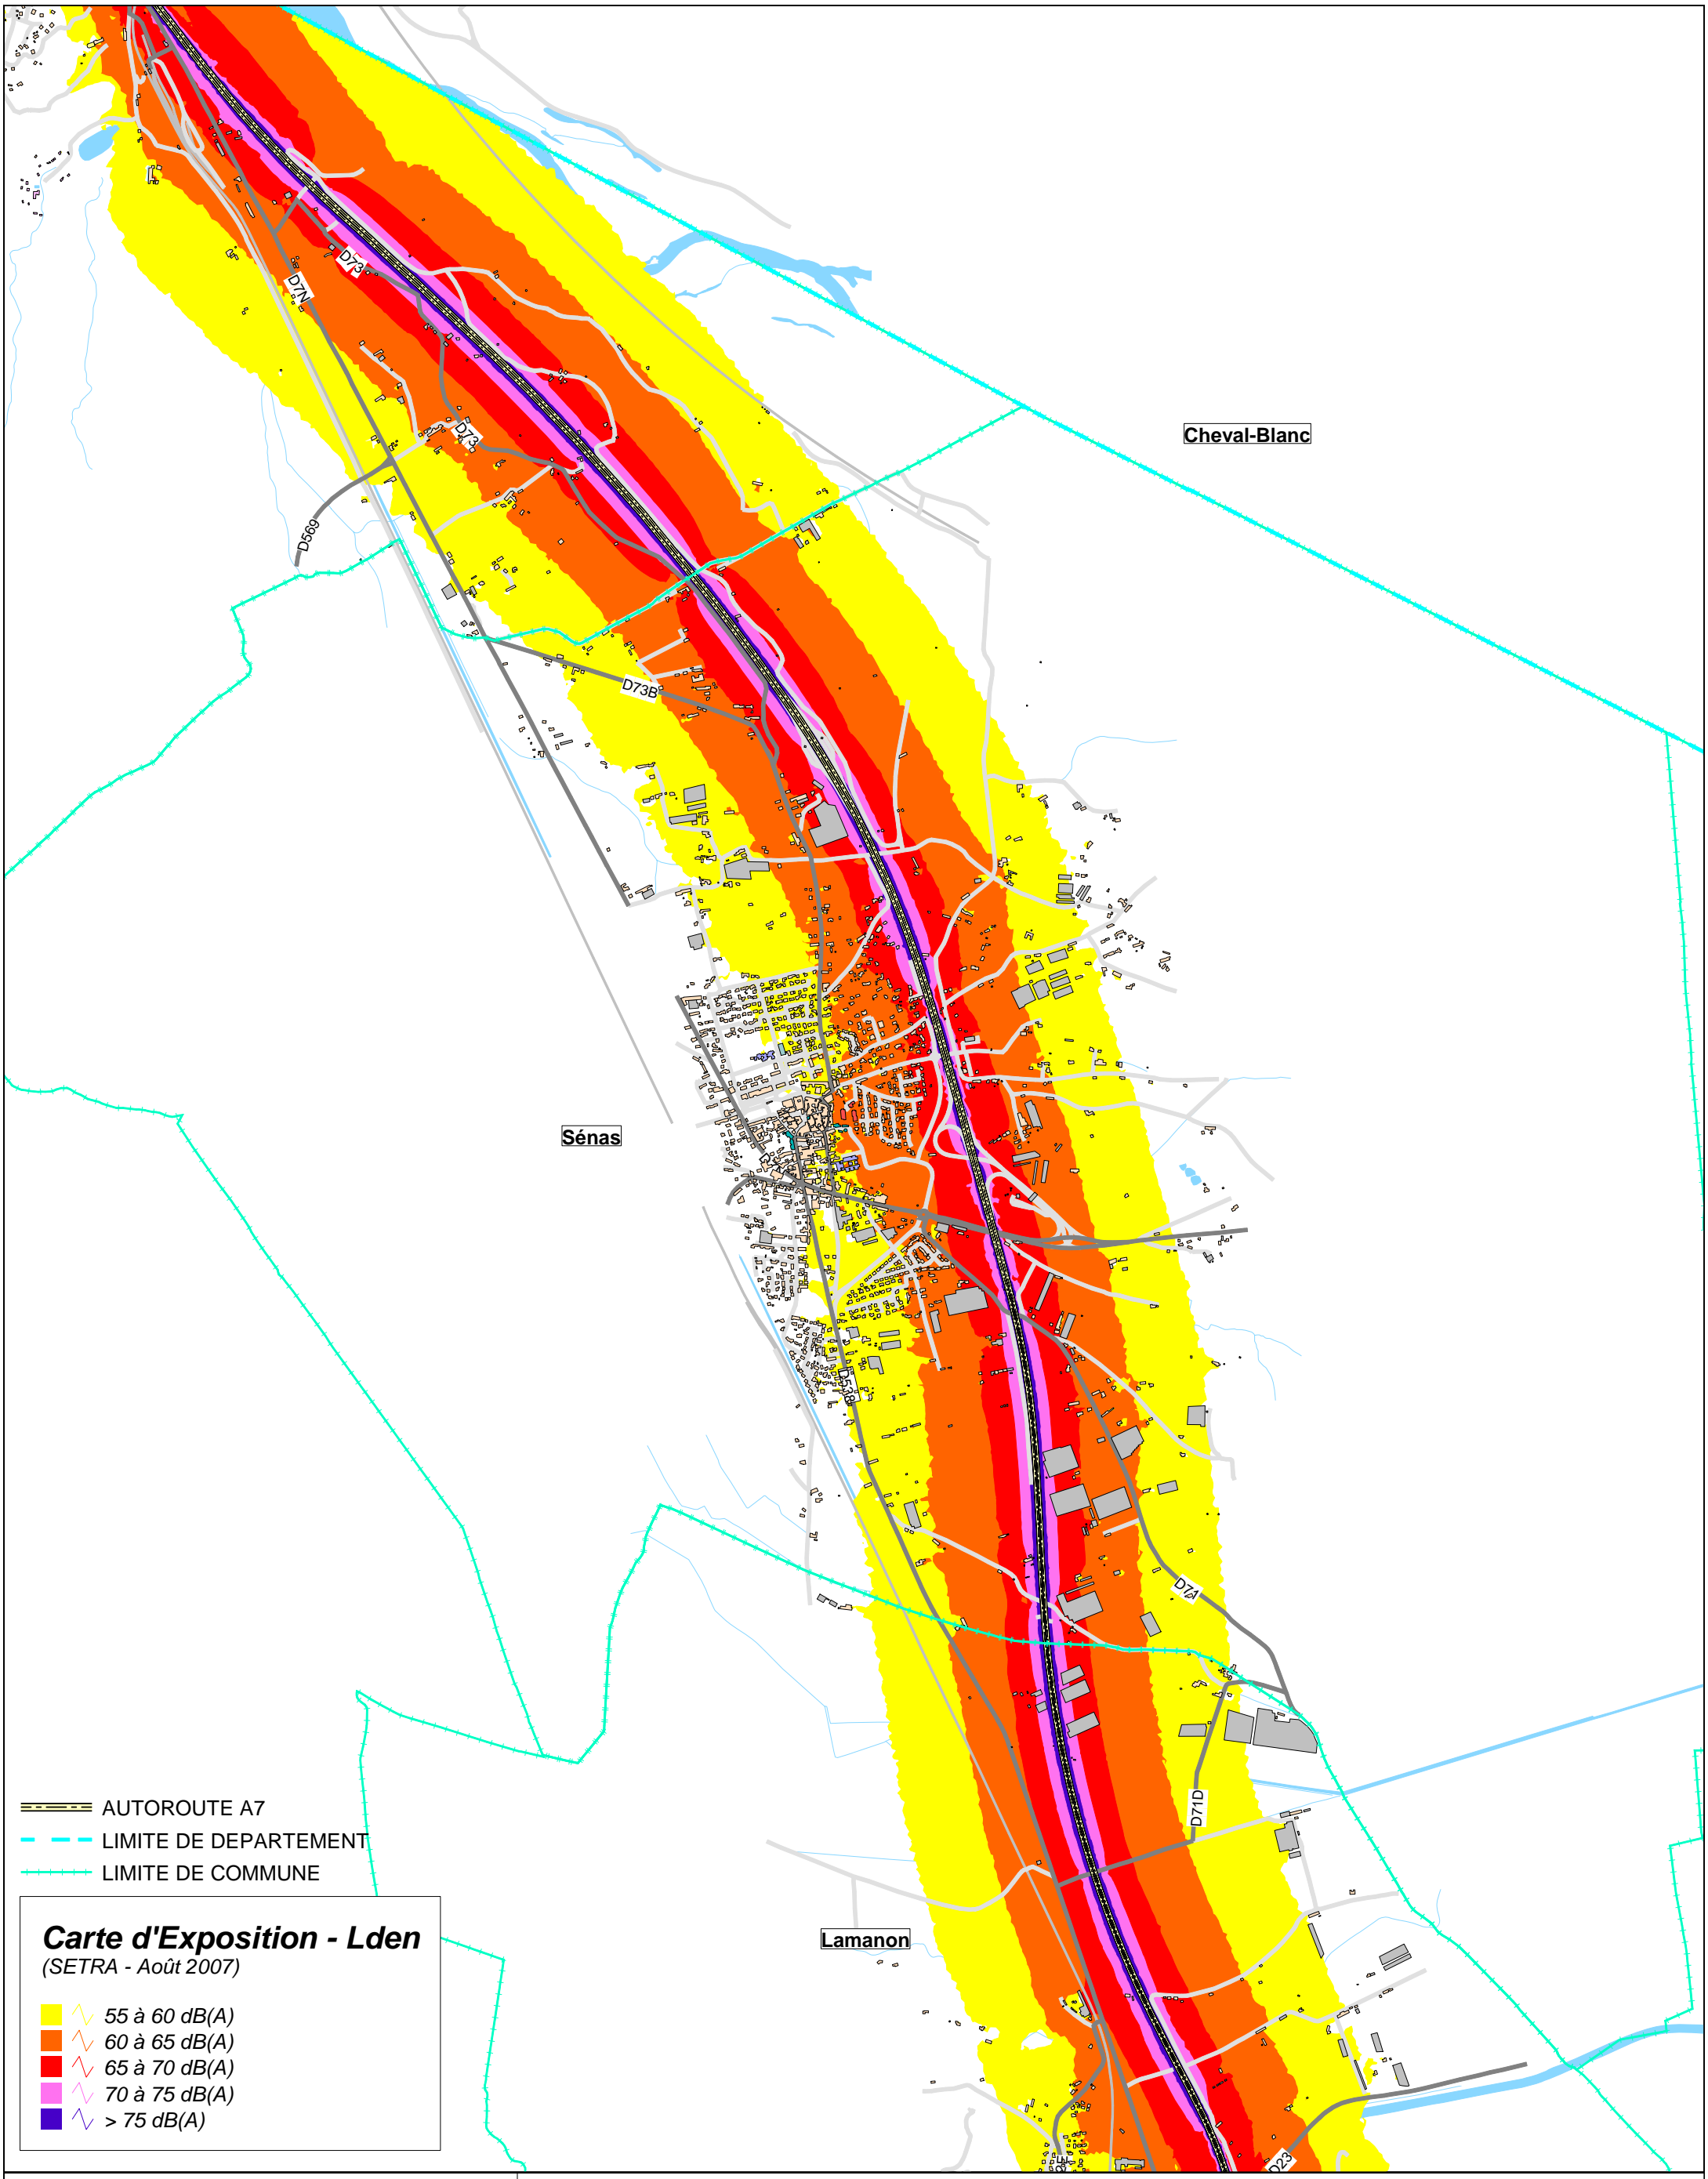 D73
D7N
Cheval-Blanc
D73
D569
D73B
Sénas
D538
D71
D71D
AUTOROUTE A7
LIMITE DE DEPARTEMENT
LIMITE DE COMMUNE
Carte d'Exposition - Lden
(SETRA - Août 2007)
Lamanon
55 à 60 dB(A)
60 à 65 dB(A)
65 à 70 dB(A)
70 à 75 dB(A)
> 75 dB(A)
D23